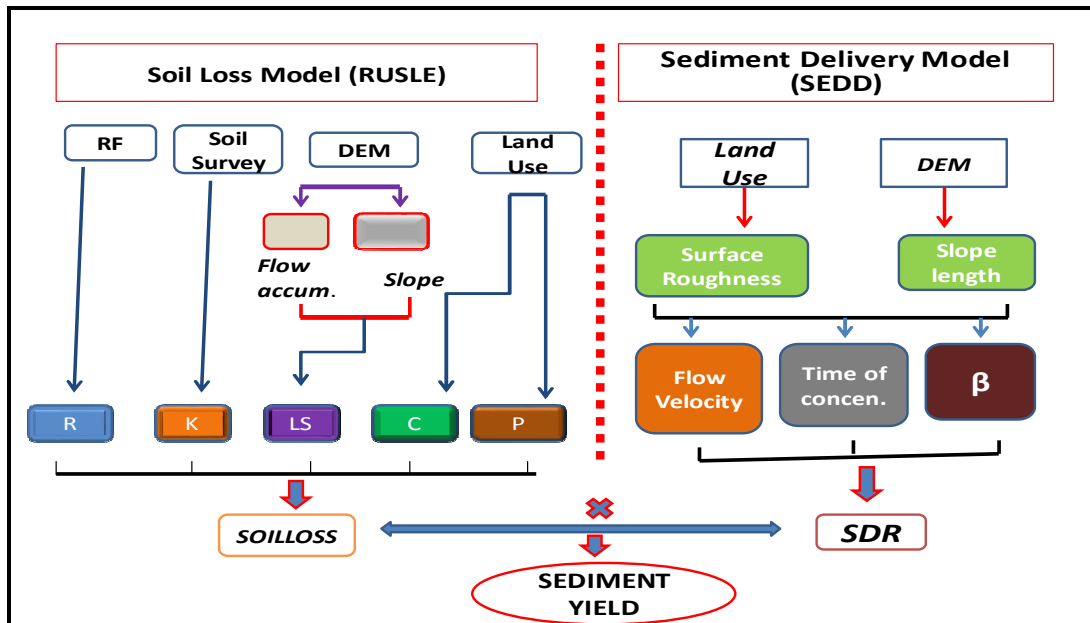 Soil Loss Model (RUSLE)
Sediment Delivery Model
(SEDD)
RF
Soil
Survey
DEM
Land
Use
Flow
accum.
Slope
R
K
LS
C
P
SOILLOSS
Land
Use
DEM
Surface
Roughness
Slope
length
Flow
Velocity
Time of
concen.
β
SDR
SEDIMENT
YIELD